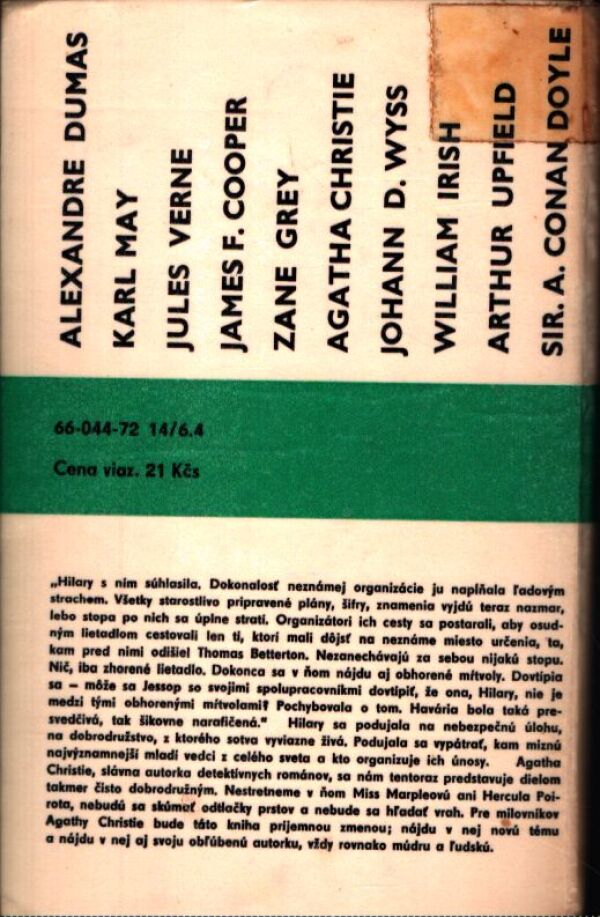 ALEXANDRE DUMAS
KARL MAY
JULES VERNE
JAMES F. COOPER
ZANE GREY
AGATHA CHRISTIE
JOHANN D. WYSS
WILLIAM IRISH
ARTHUR UPFIELD
SIR. A. CONAN DOYLE
66-044-72 14/6.4
Cena viaz. 21 Kčs
„Hilary s ním súhlasila. Dokonalosť neznámej organizácie ju napĺňala ľadovým
strachom. Všetky starostlivo pripravené plány, šifry, znamenia vyjdú teraz nazmar,
lebo stopa po nich sa úplne stratí. Organizátori ich cesty sa postarali, aby osud-
ným lietadlom cestovali len tí, ktorí mali dôjsť na neznáme miesto určenia, ta,
kam pred nimi odišiel Thomas Betterton. Nezanechávajú za sebou nijakú stopu.
Nič, iba zhorené lietadlo. Dokonca sa v ňom nájdu aj obhorené mŕtvoly. Dovtípia
sa — môže sa Jessop so svojimi spolupracovníkmi dovtípiť, že ona, Hilary, nie je
medzi tými obhorenými mŕtvolami? Pochybovala o tom. Havária bola taká pre-
svedčivá, tak šikovne narafičená." Hilary sa podujala na nebezpečnú úlohu,
na dobrodružstvo, z ktorého sotva vyviazne živá. Podujala sa vypátrať, kam miznú
najvýznamnejší mladí vedci z celého sveta a kto organizuje ich únosy. Agatha
Christie, slávna autorka detektívnych románov, sa nám tentoraz predstavuje dielom
takmer čisto dobrodružným. Nestretneme v ňom Miss Marpleovú ani Hercula Poi-
rota, nebudú sa skúmať odtlačky prstov a nebude sa hľadať vrah. Pre milovníkov
Agathy Christie bude táto kniha príjemnou zmenou; nájdu v nej novú tému
a nájdu v nej aj svoju obľúbenú autorku, vždy rovnako múdru a ľudskú.